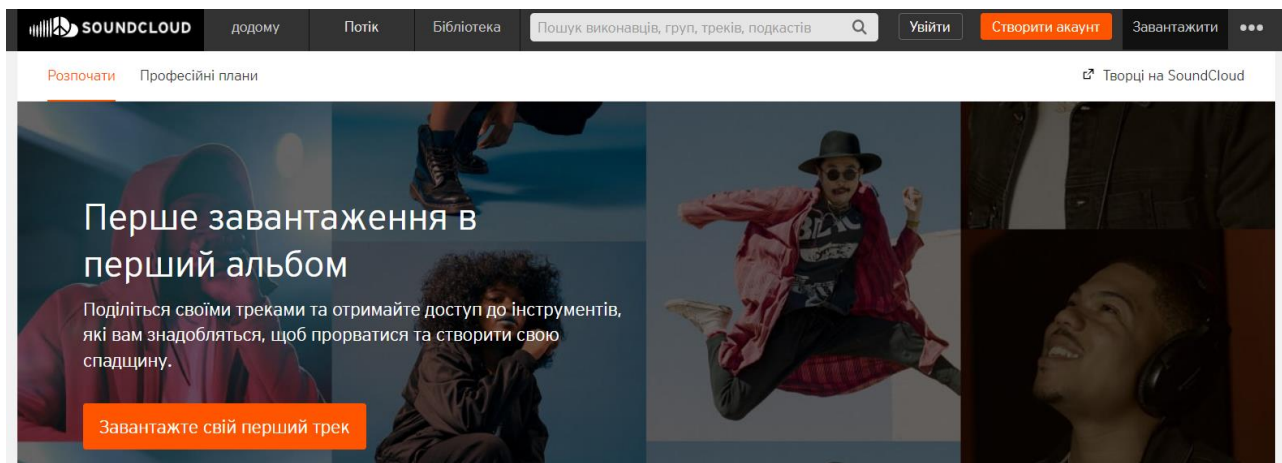 SOUNDCLOUD додому Потік Бібліотека Пошук виконавців, груп, треків, подкастів Увійти Створити акаунт Завантажити
Розпочати Професійні плани Творці на SoundCloud
Перше завантаження в
перший альбом
Поділіться своїми треками та отримайте доступ до інструментів,
які вам знадобляться, щоб прорватися та створити свою
спадщину.
Завантажте свій перший трек